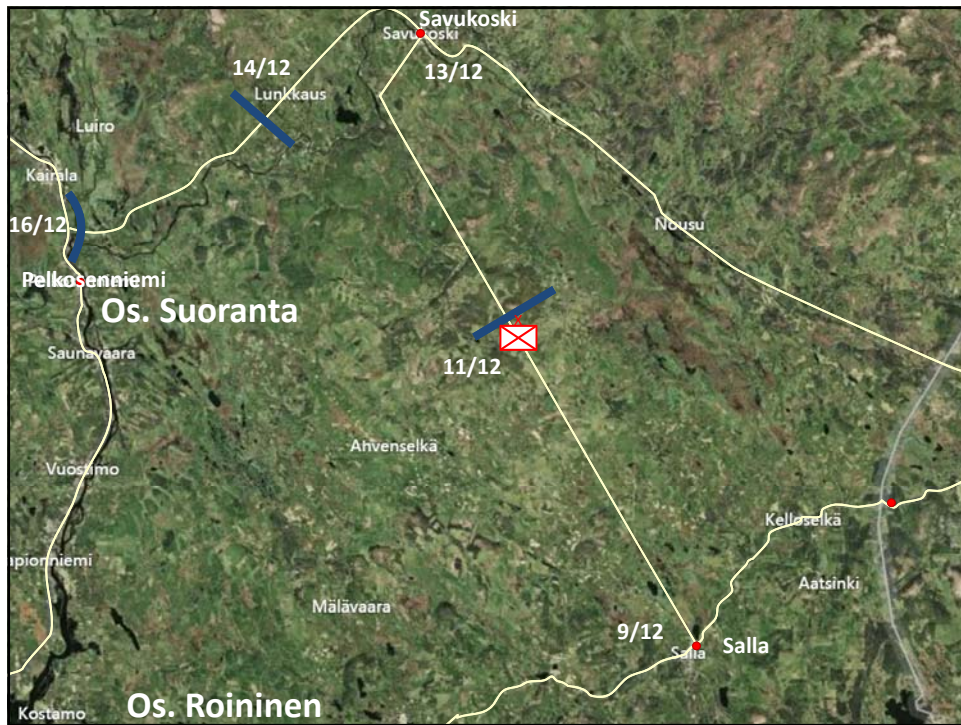 Savukoski
Savukoski
14/12
13/12
Lunkkaus
Luiro
Kairala
16/12
Nousu
Pelkosenniemi
Os. Suoranta
Saunavaara
11/12
Ahvenselkä
Vuostimo
Kelloselkä
apionniemi
Aatsinki
Mälävaara
9/12
Salla
Salla
Os. Roininen
Kostamo